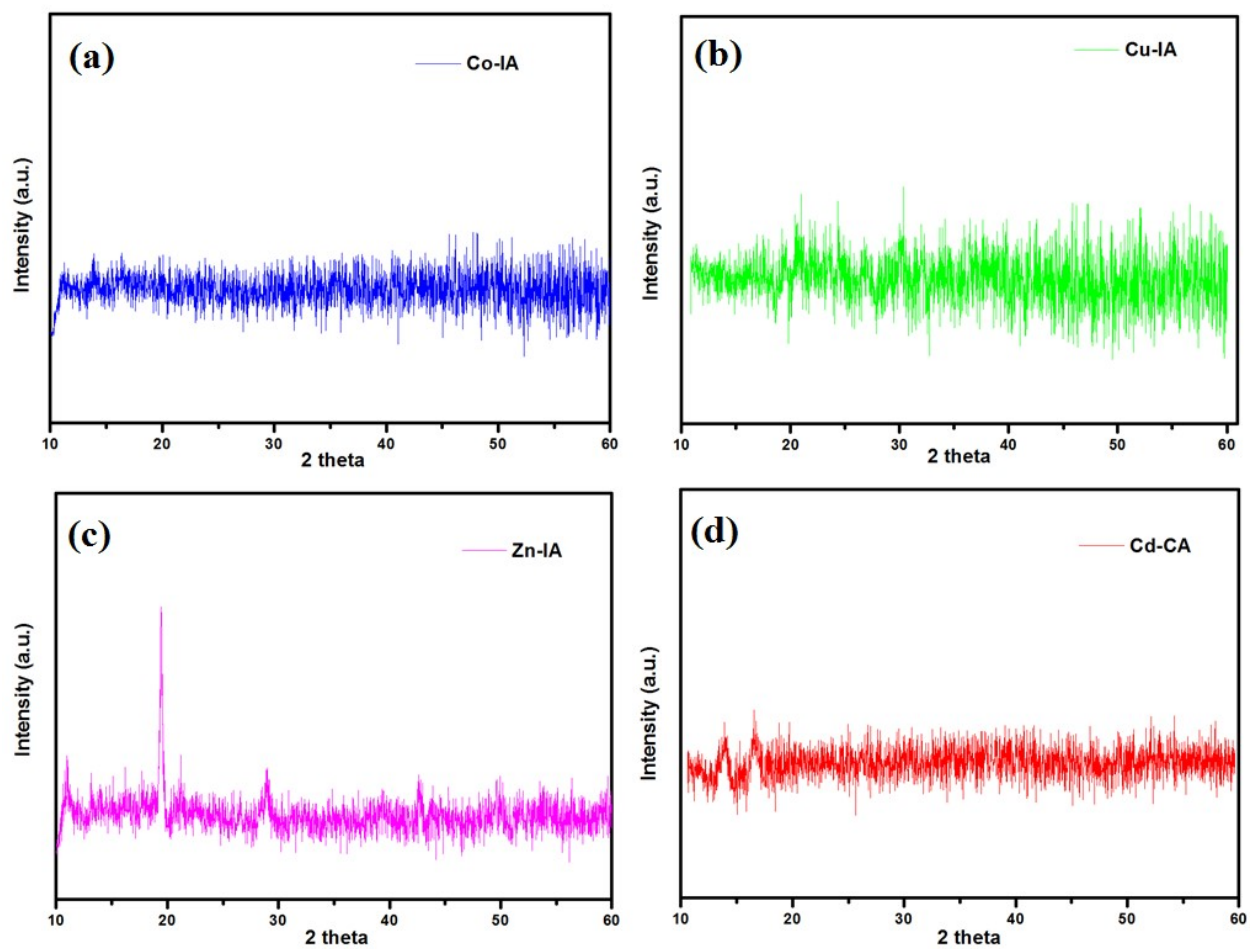 (a)
Co-IA
Intensity (a.u.)
10 20 30 40 50 60
2 theta
(b)
Cu-IA
Intensity (a.u.)
10 20 30 40 50 60
2 theta
(c)
Zn-IA
Intensity (a.u.)
10 20 30 40 50 60
2 theta
(d)
Cd-CA
Intensity (a.u.)
10 20 30 40 50 60
2 theta